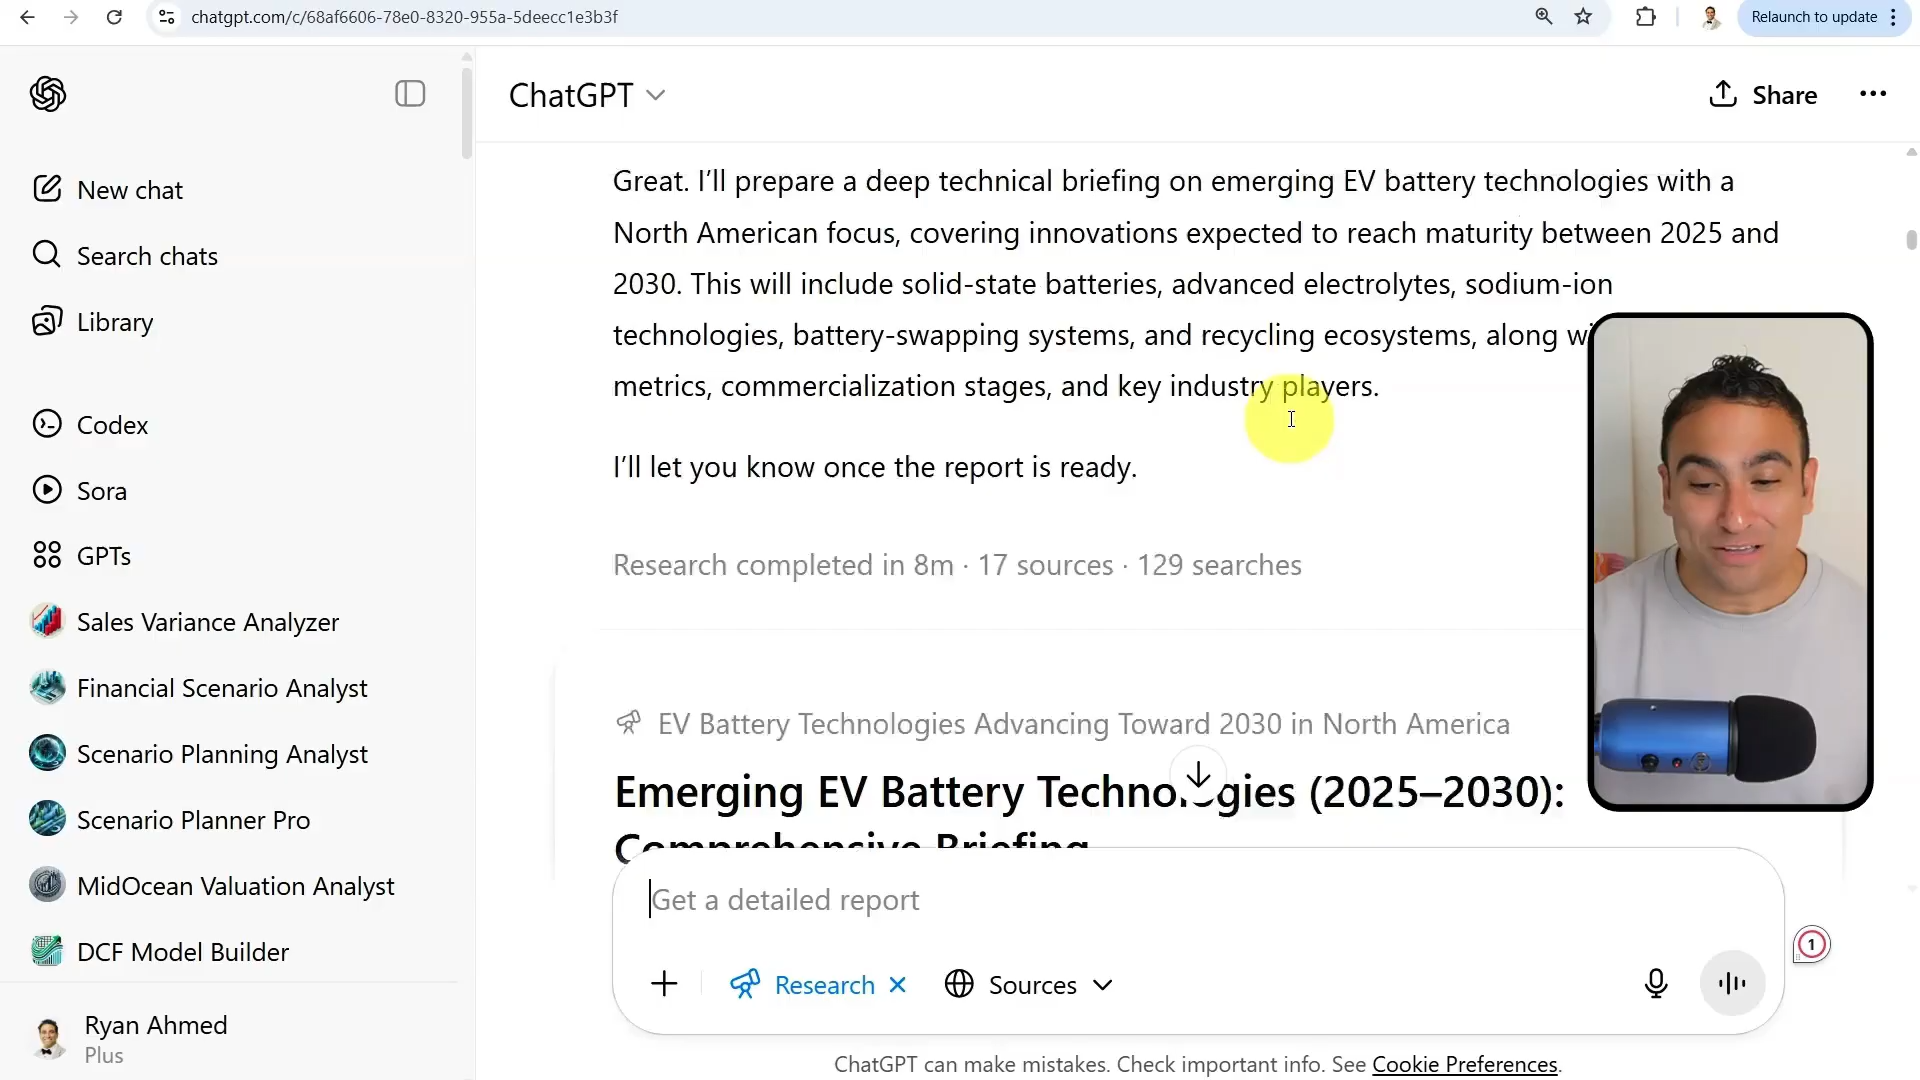 chatgpt.com/c/68af6606-78e0-8320-955a-5deecc1e3b3f
Relaunch to update
ChatGPT
Share
New chat
Search chats
Library
Codex
Sora
GPTs
Sales Variance Analyzer
Financial Scenario Analyst
Scenario Planning Analyst
Scenario Planner Pro
MidOcean Valuation Analyst
DCF Model Builder
Ryan Ahmed
Plus
Great. I’ll prepare a deep technical briefing on emerging EV battery technologies with a
North American focus, covering innovations expected to reach maturity between 2025 and
2030. This will include solid-state batteries, advanced electrolytes, sodium-ion
technologies, battery-swapping systems, and recycling ecosystems, along
metrics, commercialization stages, and key industry players.
I’ll let you know once the report is ready.
Research completed in 8m · 17 sources · 129 searches
EV Battery Technologies Advancing Toward 2030 in North America
Emerging EV Battery Technologies (2025–2030):
Comprehensive Briefing
Get a detailed report
Research
Sources
1
ChatGPT can make mistakes. Check important info. See Cookie Preferences.